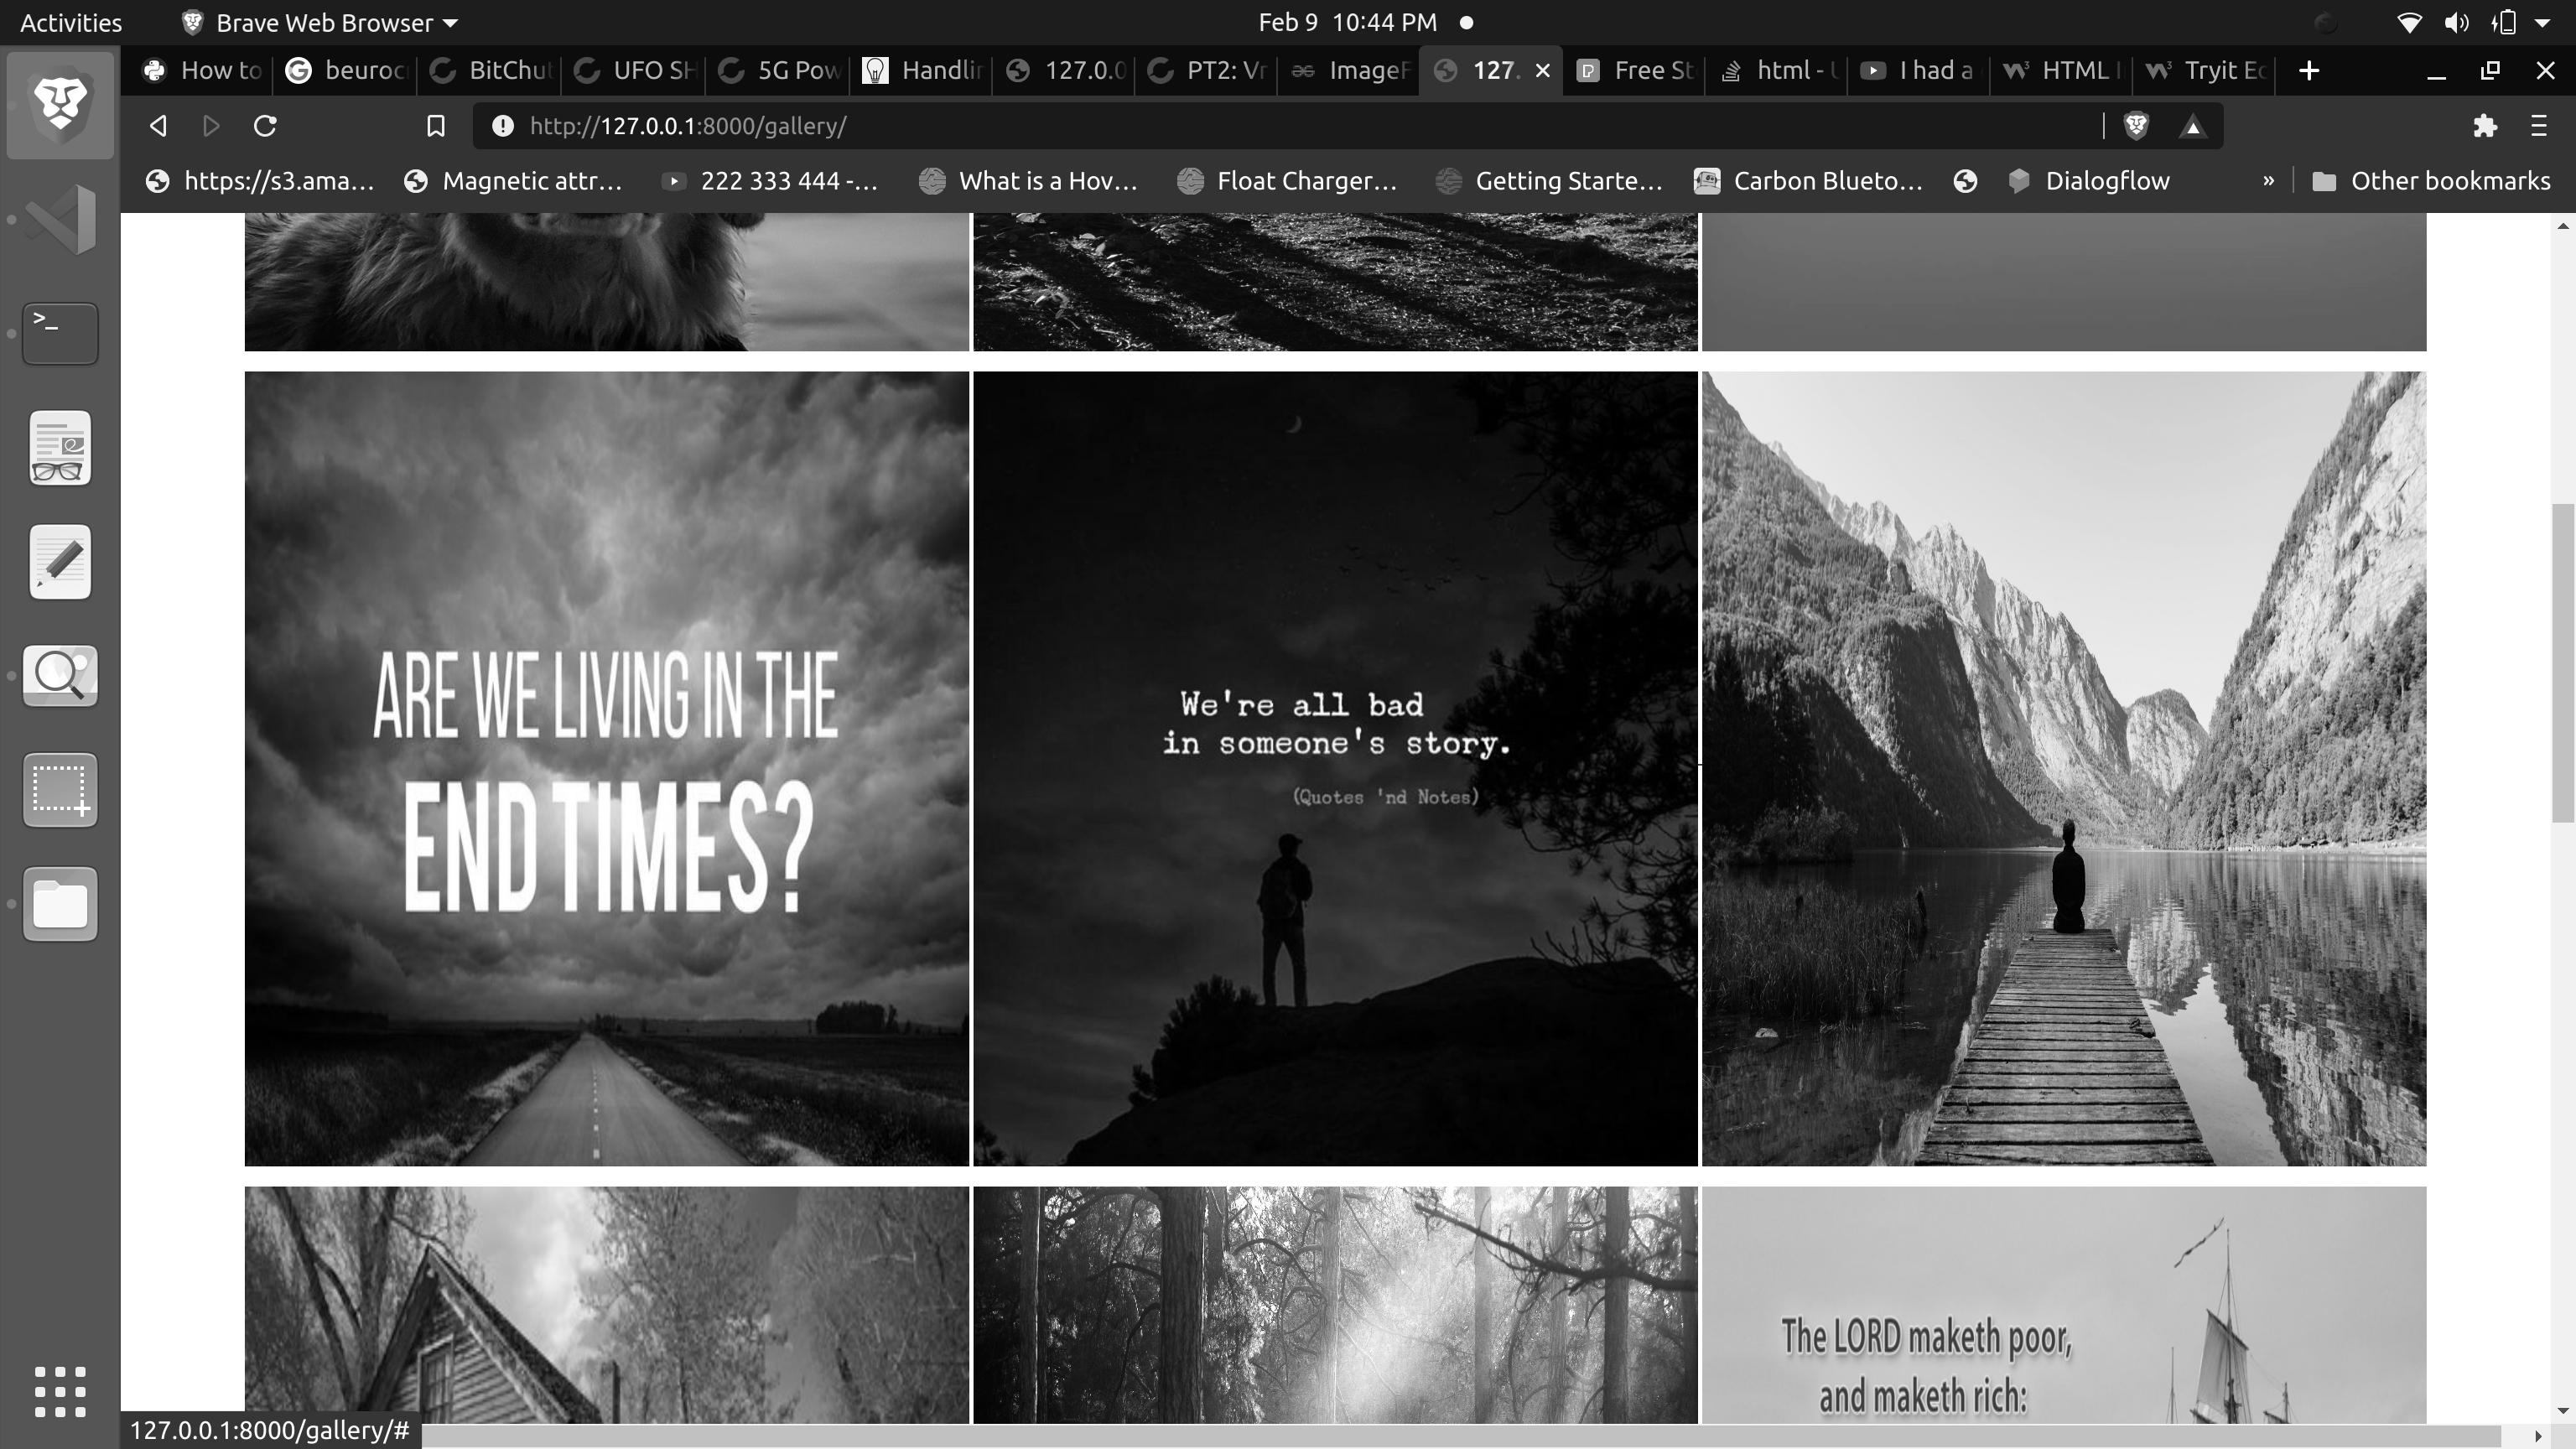 Activities
Brave Web Browser
Feb 9 10:44 PM
How to
beuroc
BitChut
UFO SH
5G Pow
Handlin
127.0.0
PT2: Vr
ImageF
127.
Free St
html - U
I had a
HTML I
Tryit Ec
http://127.0.0.1:8000/gallery/
https://s3.ama...
Magnetic attr...
222 333 444 -...
What is a Hov...
Float Charger...
Getting Starte...
Carbon Blueto...
Dialogflow
»
Other bookmarks
ARE WE LIVING IN THE
END TIMES?
We're all bad
in someone's story.
(Quotes 'nd Notes)
The LORD maketh poor,
and maketh rich:
127.0.0.1:8000/gallery/#